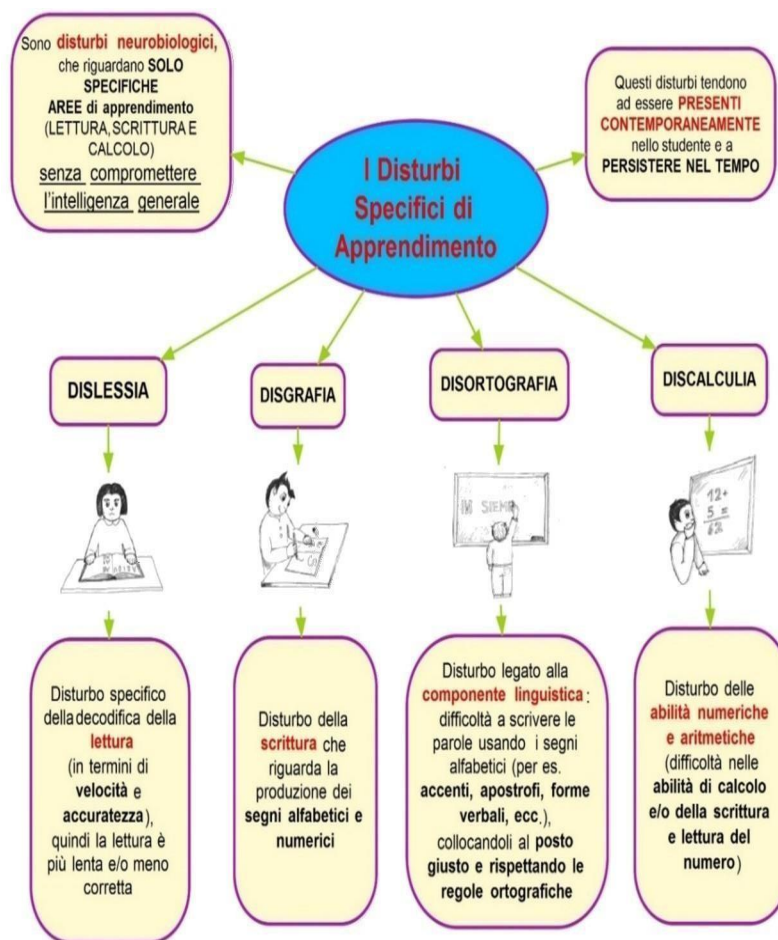 Sono disturbi neurobiologici,
che riguardano SOLO
SPECIFICHE
AREE di apprendimento
(LETTURA, SCRITTURA E
CALCOLO)
senza compromettere
l'intelligenza generale
Questi disturbi tendono
ad essere PRESENTI
CONTEMPORANEAMENTE
nello studente e a
PERSISTERE NEL TEMPO
I Disturbi
Specifici di
Apprendimento
DISLESSIA
DISGRAFIA
DISORTOGRAFIA
DISCALCULIA
SIEMP
12+
5 =
62
Disturbo specifico
della decodifica della
lettura
(in termini di
velocità e
accuratezza),
quindi la lettura è
più lenta e/o meno
corretta
Disturbo della
scrittura che
riguarda la
produzione dei
segni alfabetici e
numerici
Disturbo legato alla
componente linguistica:
difficoltà a scrivere le
parole usando i segni
alfabetici (per es.
accenti, apostrofi, forme
verbali, ecc.),
collocandoli al posto
giusto e rispettando le
regole ortografiche
Disturbo delle
abilità numeriche
e aritmetiche
(difficoltà nelle
abilità di calcolo
e/o della scrittura
e lettura del
numero)